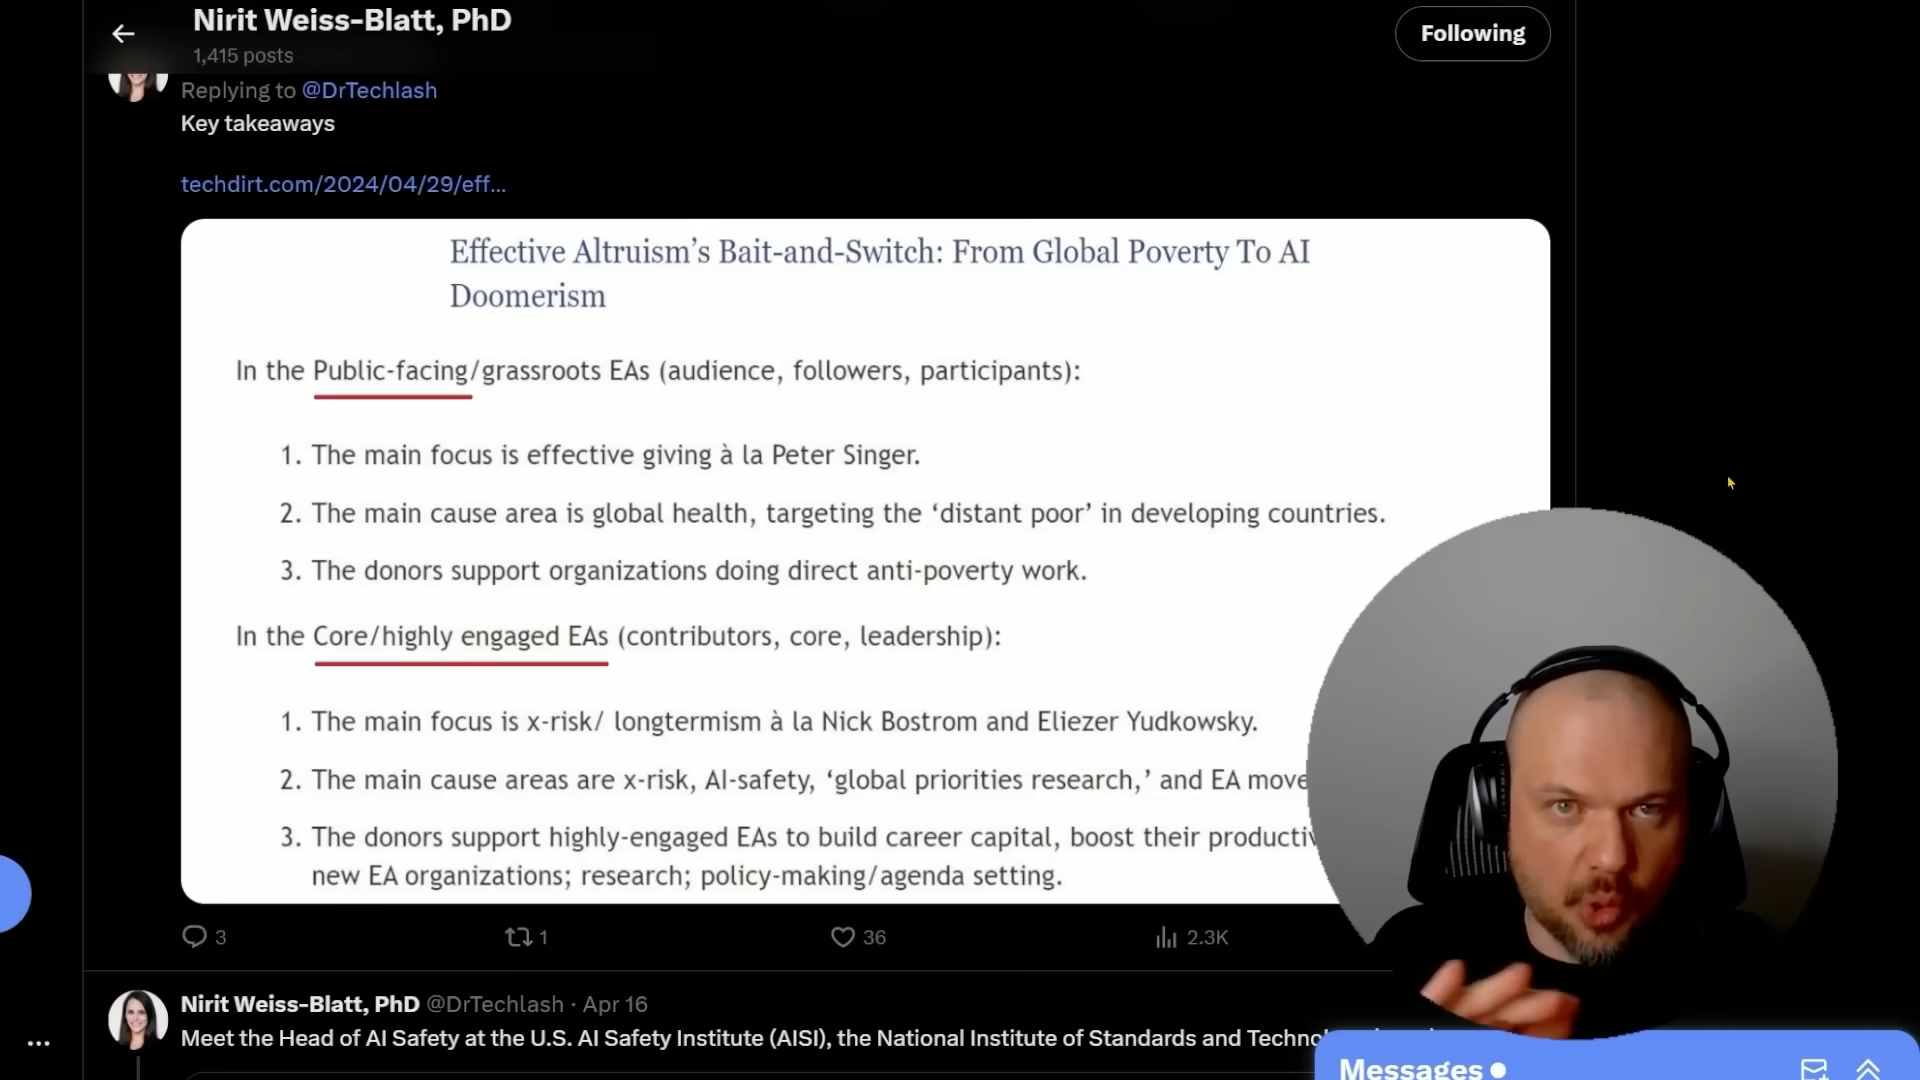 Nirit Weiss-Blatt, PhD
1,415 posts
Following
Replying to @DrTechlash
Key takeaways
techdirt.com/2024/04/29/eff...
Effective Altruism’s Bait-and-Switch: From Global Poverty To AI
Doomerism
In the Public-facing/grassroots EAs (audience, followers, participants):
1. The main focus is effective giving à la Peter Singer.
2. The main cause area is global health, targeting the ‘distant poor’ in developing countries.
3. The donors support organizations doing direct anti-poverty work.
In the Core/highly engaged EAs (contributors, core, leadership):
1. The main focus is x-risk/ longtermism à la Nick Bostrom and Eliezer Yudkowsky.
2. The main cause areas are x-risk, AI-safety, ‘global priorities research,’ and EA move
3. The donors support highly-engaged EAs to build career capital, boost their producti
new EA organizations; research; policy-making/agenda setting.
3 1 36 2.3K
Nirit Weiss-Blatt, PhD @DrTechlash · Apr 16
Meet the Head of AI Safety at the U.S. AI Safety Institute (AISI), the National Institute of Standards and Techno
Messages